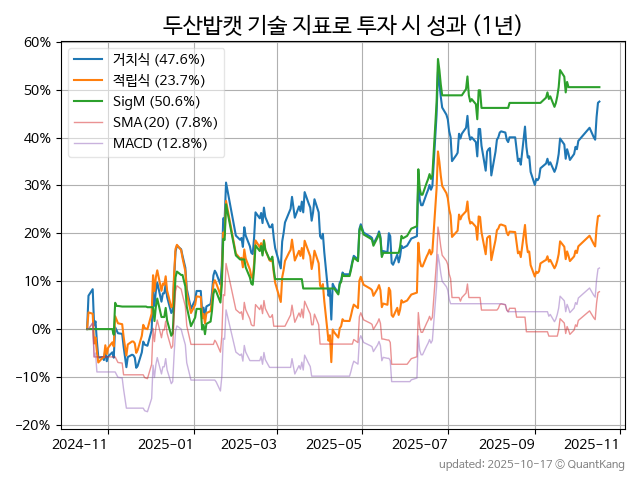 두산밥캣 기술 지표로 투자 시 성과 (1년)
60%
50%
40%
30%
20%
10%
0%
−10%
−20%
거치식 (47.6%)
적립식 (23.7%)
SigM (50.6%)
SMA(20) (7.8%)
MACD (12.8%)
2024-11 2025-01 2025-03 2025-05 2025-07 2025-09 2025-11
updated: 2025-10-17 © QuantKang